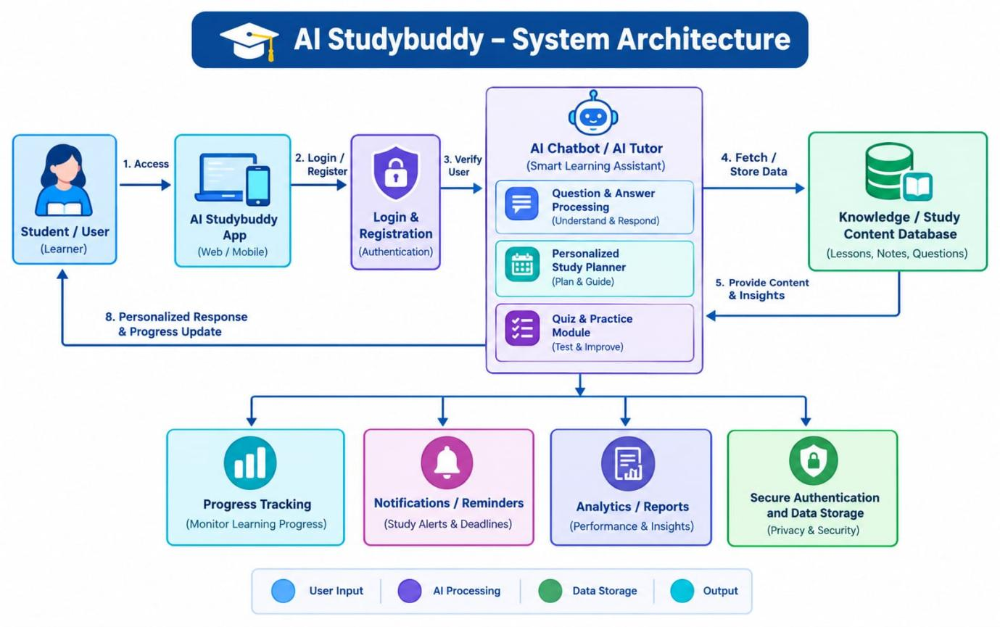 AI Studybuddy – System Architecture
1. Access
2. Login /
Register
3. Verify
User
4. Fetch /
Store Data
Student / User
(Learner)
AI Studybuddy
App
(Web / Mobile)
Login &
Registration
(Authentication)
AI Chatbot / AI Tutor
(Smart Learning Assistant)
Question & Answer
Processing
(Understand & Respond)
Personalized
Study Planner
(Plan & Guide)
Quiz & Practice
Module
(Test & Improve)
Knowledge / Study
Content Database
(Lessons, Notes, Questions)
5. Provide Content
& Insights
8. Personalized Response
& Progress Update
Progress Tracking
(Monitor Learning Progress)
Notifications / Reminders
(Study Alerts & Deadlines)
Analytics / Reports
(Performance & Insights)
Secure Authentication
and Data Storage
(Privacy & Security)
User Input
AI Processing
Data Storage
Output